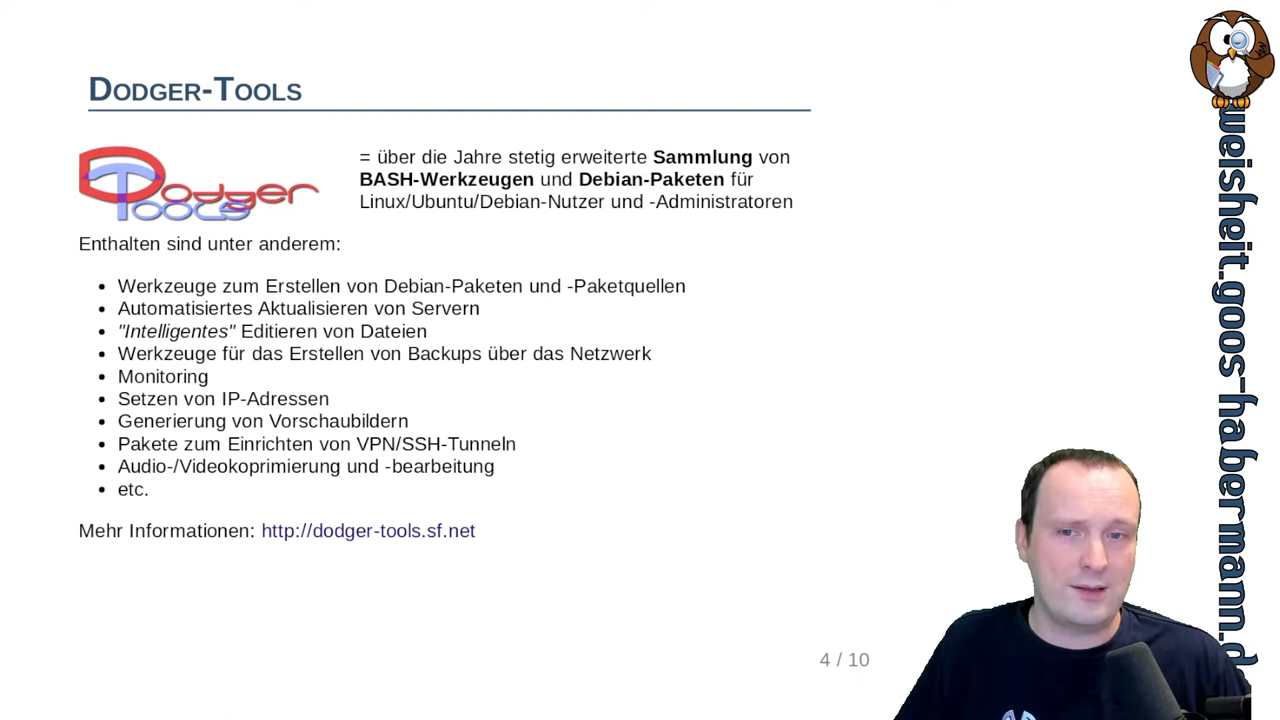 Dodger-Tools
Dodger
Tools
= über die Jahre stetig erweiterte Sammlung von
BASH-Werkzeugen und Debian-Paketen für
Linux/Ubuntu/Debian-Nutzer und -Administratoren
Enthalten sind unter anderem:
• Werkzeuge zum Erstellen von Debian-Paketen und -Paketquellen
• Automatisiertes Aktualisieren von Servern
• "Intelligentes" Editieren von Dateien
• Werkzeuge für das Erstellen von Backups über das Netzwerk
• Monitoring
• Setzen von IP-Adressen
• Generierung von Vorschaubildern
• Pakete zum Einrichten von VPN/SSH-Tunneln
• Audio-/Videokoprimierung und -bearbeitung
• etc.
Mehr Informationen: http://dodger-tools.sf.net
4 / 10
weisheit.goos-habermann.d